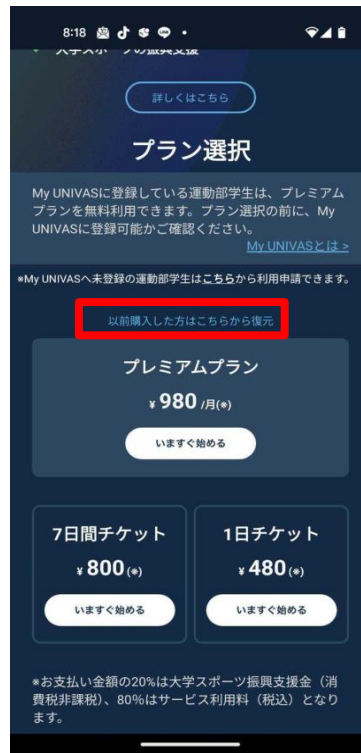 8:18
大学スポーツの振興支援
詳しくはこちら
プラン選択
My UNIVASに登録している運動部学生は、プレミアム
プランを無料利用できます。プラン選択の前に、My
UNIVASに登録可能かご確認ください。
My UNIVASとは >
※My UNIVASへ未登録の運動部学生はこちらから利用申請できます。
以前購入した方はこちらから復元
プレミアムプラン
¥ 980 /月(※)
いますぐ始める
7日間チケット
¥ 800 (※)
いますぐ始める
1日チケット
¥ 480 (※)
いますぐ始める
※お支払い金額の20%は大学スポーツ振興支援金（消
費税非課税）、80%はサービス利用料（税込）となり
ます。